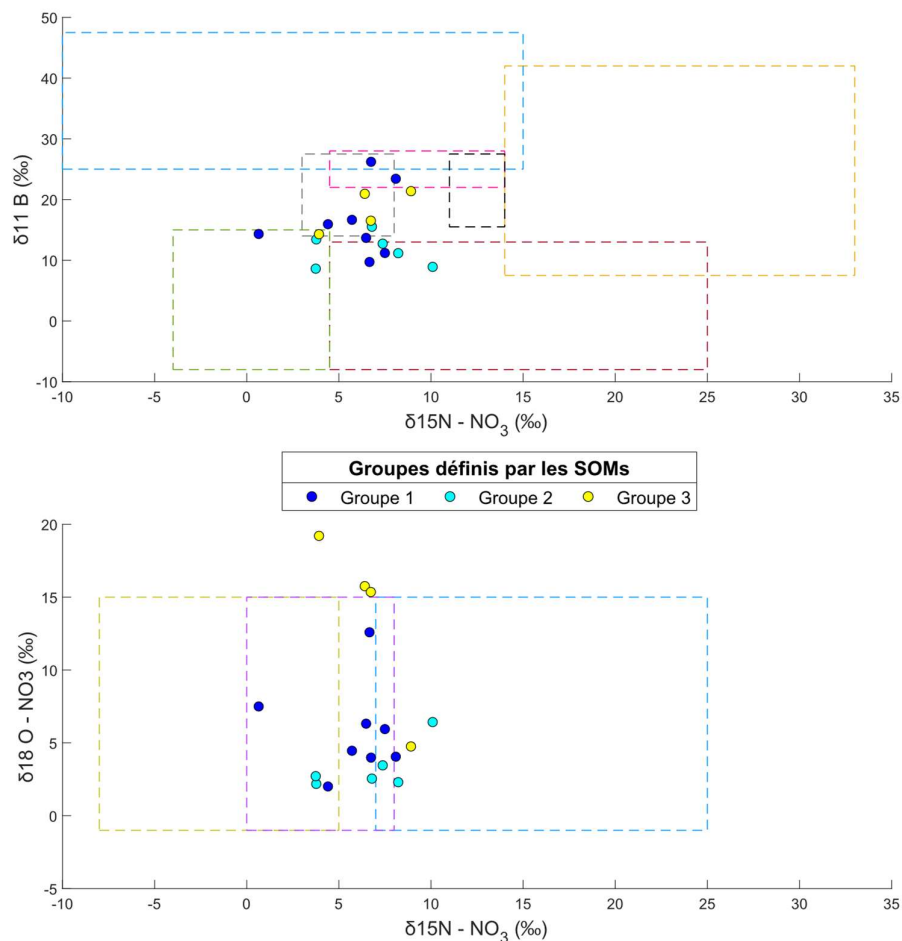 50
40
30
20
10
0
-10
δ11 B (‰)
-10 -5 0 5 10 15 20 25 30 35
δ15N - NO3 (‰)
Groupes définis par les SOMs
Groupe 1 Groupe 2 Groupe 3
20
15
10
5
0
-5
δ18 O - NO3 (‰)
-10 -5 0 5 10 15 20 25 30 35
δ15N - NO3 (‰)